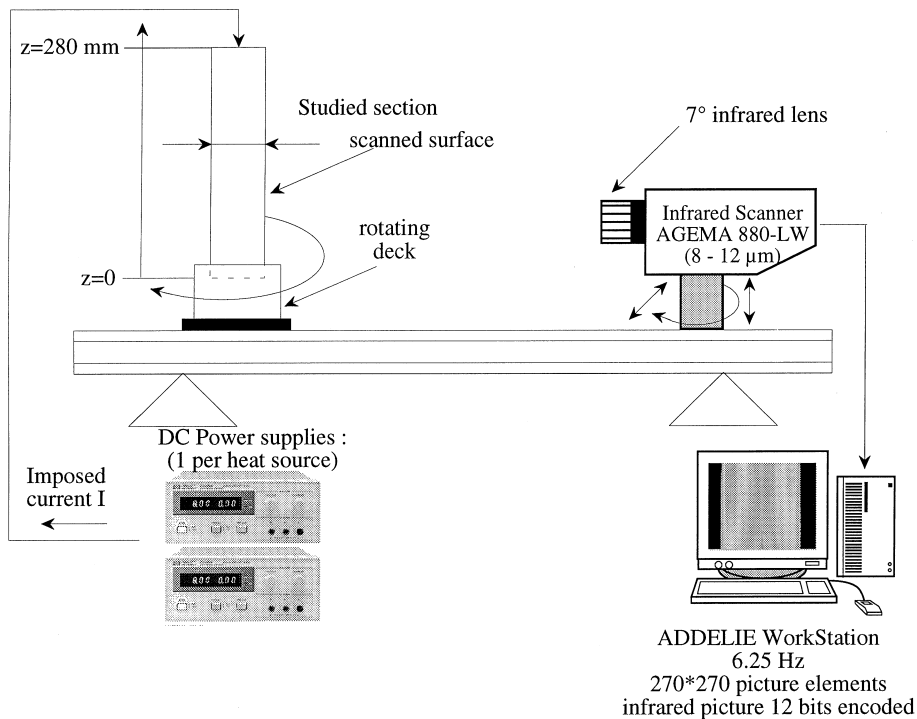 z=280 mm
Studied section
scanned surface
rotating
deck
z=0
7° infrared lens
Infrared Scanner
AGEMA 880-LW
(8 - 12 µm)
DC Power supplies :
(1 per heat source)
Imposed
current I
ADDELIE WorkStation
6.25 Hz
270*270 picture elements
infrared picture 12 bits encoded